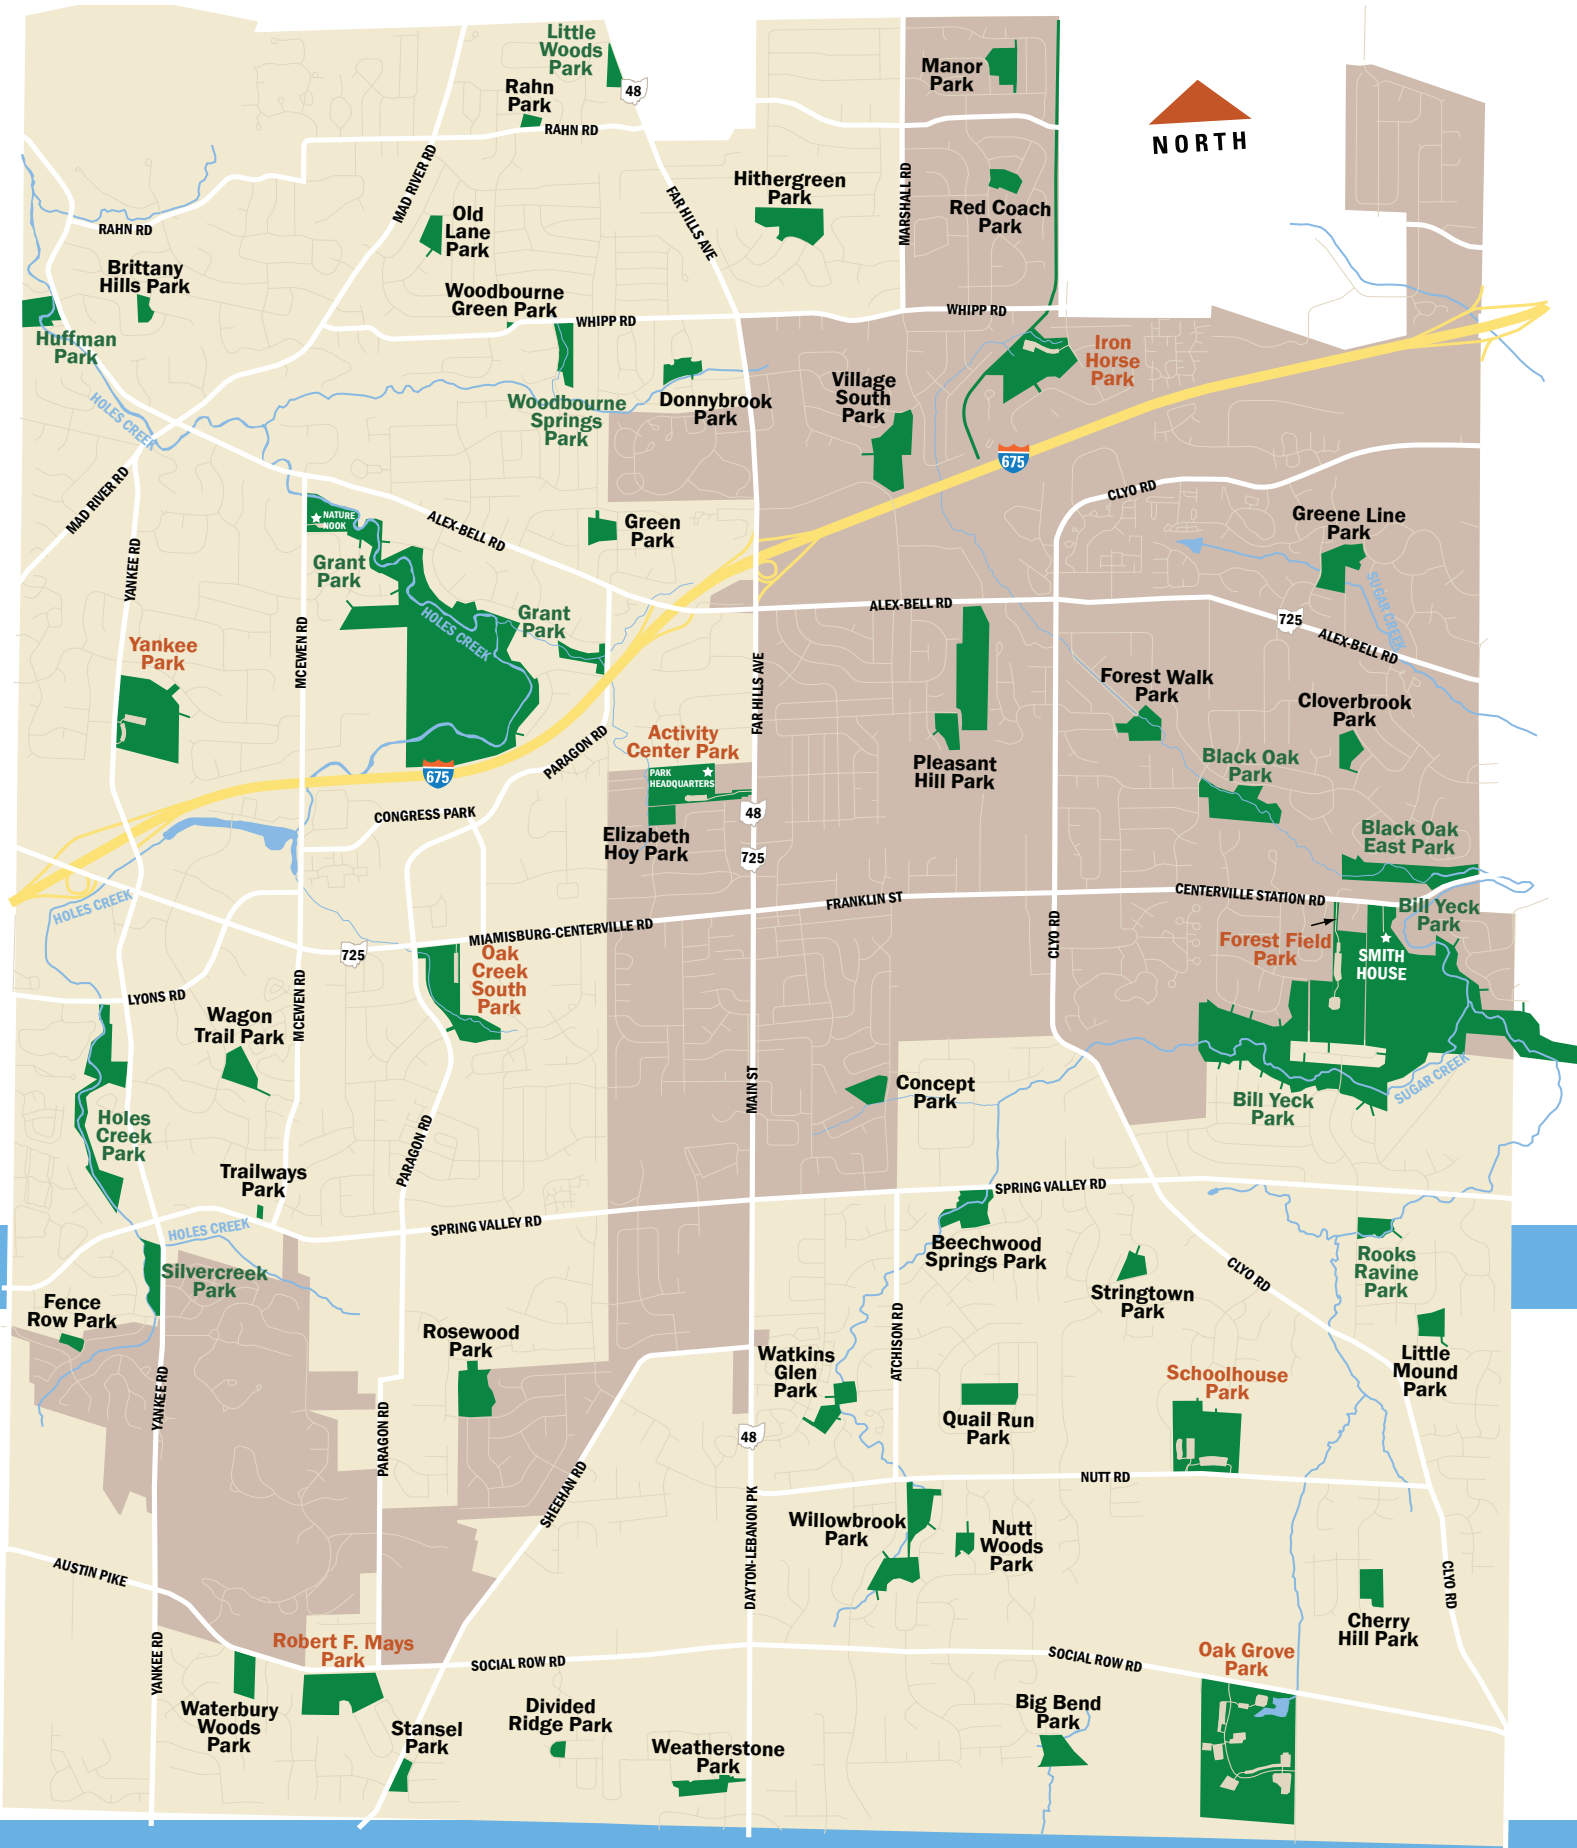 Little
Woods
Park
48
Rahn
Park
RAHN RD
Manor
Park
NORTH
MAD RIVER RD
FAR HILLS AVE
Hithergreen
Park
MARSHALL RD
Red Coach
Park
RAHN RD
Old
Lane
Park
Brittany
Hills Park
Woodbourne
Green Park
WHIPP RD
WHIPP RD
Huffman
Park
Iron
Horse
Park
HOLES CREEK
Woodbourne
Springs
Park
Donnybrook
Park
Village
South
Park
675
MAD RIVER RD
CLYO RD
NATURE
NOOK
ALEX-BELL RD
Green
Park
Greene Line
Park
YANKEE RD
Grant
Park
HOLES CREEK
Grant
Park
ALEX-BELL RD
SUGAR CREEK
725
ALEX-BELL RD
Yankee
Park
MCEWEN RD
FAR HILLS AVE
Forest Walk
Park
Cloverbrook
Park
675
PARAGON RD
Activity
Center Park
PARK
HEADQUARTERS
Pleasant
Hill Park
Black Oak
Park
CONGRESS PARK
48
Elizabeth
Hoy Park
725
Black Oak
East Park
HOLES CREEK
FRANKLIN ST
CENTERVILLE STATION RD
MIAMISBURG-CENTERVILLE RD
CLYO RD
Bill Yeck
Park
Forest Field
Park
SMITH
HOUSE
725
Oak
Creek
South
Park
LYONS RD
Wagon
Trail Park
MCEWEN RD
MAIN ST
Concept
Park
SUGAR CREEK
Bill Yeck
Park
Holes
Creek
Park
PARAGON RD
Trailways
Park
SPRING VALLEY RD
HOLES CREEK
SPRING VALLEY RD
Beechwood
Springs Park
Rooks
Ravine
Park
Silvercreek
Park
Stringtown
Park
CLYO RD
Fence
Row Park
Rosewood
Park
ATCHISON RD
Watkins
Glen
Park
Little
Mound
Park
Schoolhouse
Park
YANKEE RD
PARAGON RD
Quail Run
Park
48
NUTT RD
SHEEHAN RD
DAYTON-LEBANON PK
Willowbrook
Park
Nutt
Woods
Park
AUSTIN PIKE
CLYO RD
Cherry
Hill Park
YANKEE RD
Robert F. Mays
Park
SOCIAL ROW RD
SOCIAL ROW RD
Oak Grove
Park
Waterbury
Woods
Park
Stansel
Park
Divided
Ridge Park
Big Bend
Park
Weatherstone
Park